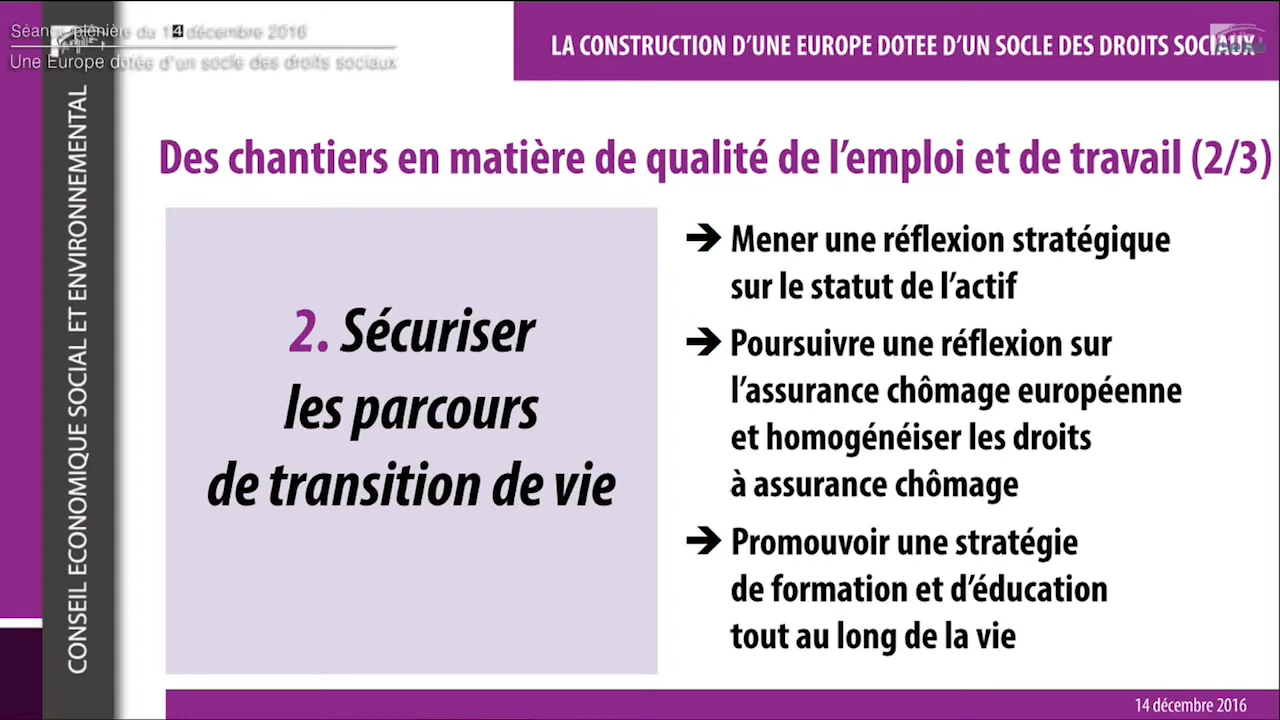 Séance plénière du 14 décembre 2016
Une Europe dotée d'un socle des droits sociaux
LA CONSTRUCTION D'UNE EUROPE DOTEE D'UN SOCLE DES DROITS SOCIAUX
CONSEIL ECONOMIQUE SOCIAL ET ENVIRONNEMENTAL
Des chantiers en matière de qualité de l'emploi et de travail (2/3)
2. Sécuriser
les parcours
de transition de vie
➔ Mener une réflexion stratégique
sur le statut de l'actif
➔ Poursuivre une réflexion sur
l'assurance chômage européenne
et homogénéiser les droits
à assurance chômage
➔ Promouvoir une stratégie
de formation et d'éducation
tout au long de la vie
14 décembre 2016